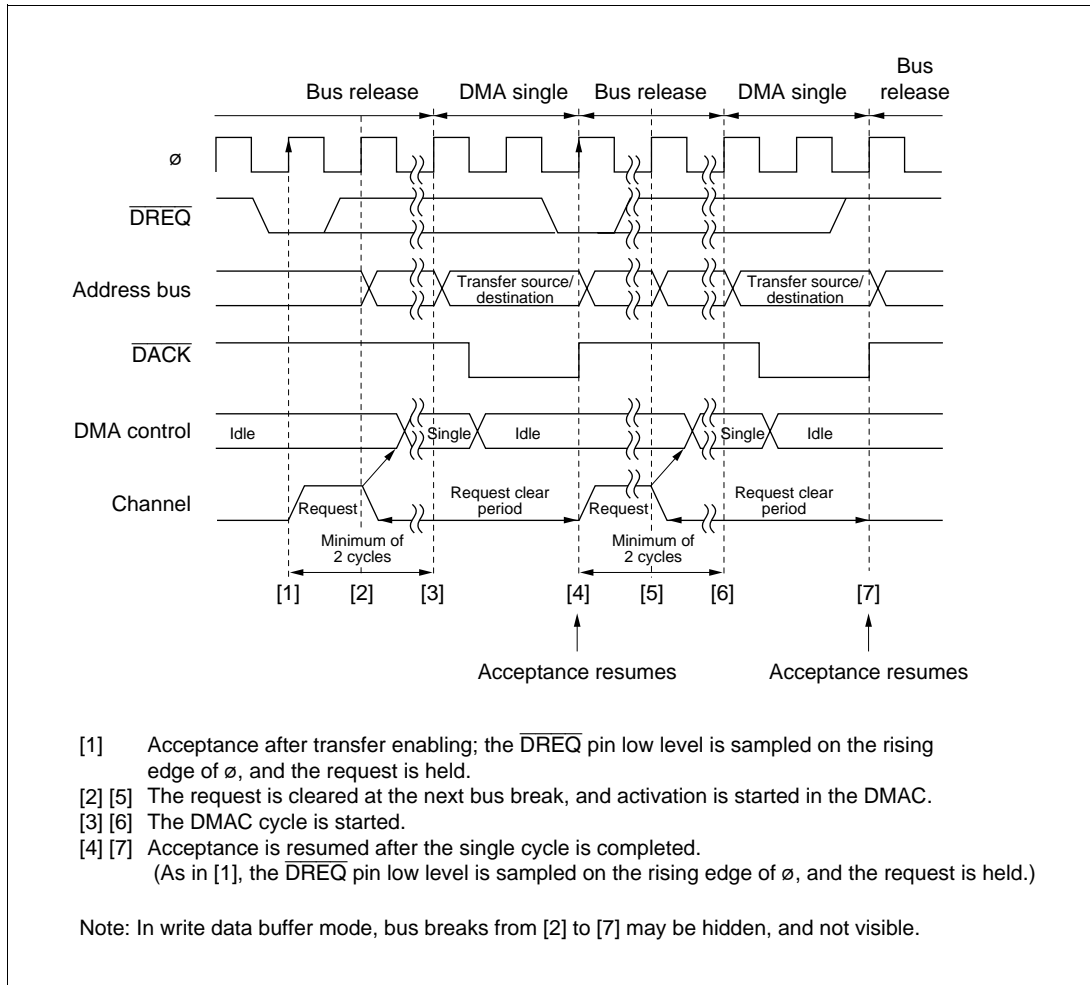 Bus release DMA single Bus release DMA single Bus release
ø
DREQ
Address bus Transfer source/ destination Transfer source/ destination
DACK
DMA control Idle Single Idle Single Idle
Channel Request Request clear period Request Request clear period
Minimum of 2 cycles Minimum of 2 cycles
[1] [2] [3] [4] [5] [6] [7]
Acceptance resumes Acceptance resumes
[1] Acceptance after transfer enabling; the DREQ pin low level is sampled on the rising
edge of ø, and the request is held.
[2] [5] The request is cleared at the next bus break, and activation is started in the DMAC.
[3] [6] The DMAC cycle is started.
[4] [7] Acceptance is resumed after the single cycle is completed.
(As in [1], the DREQ pin low level is sampled on the rising edge of ø, and the request is held.)
Note: In write data buffer mode, bus breaks from [2] to [7] may be hidden, and not visible.